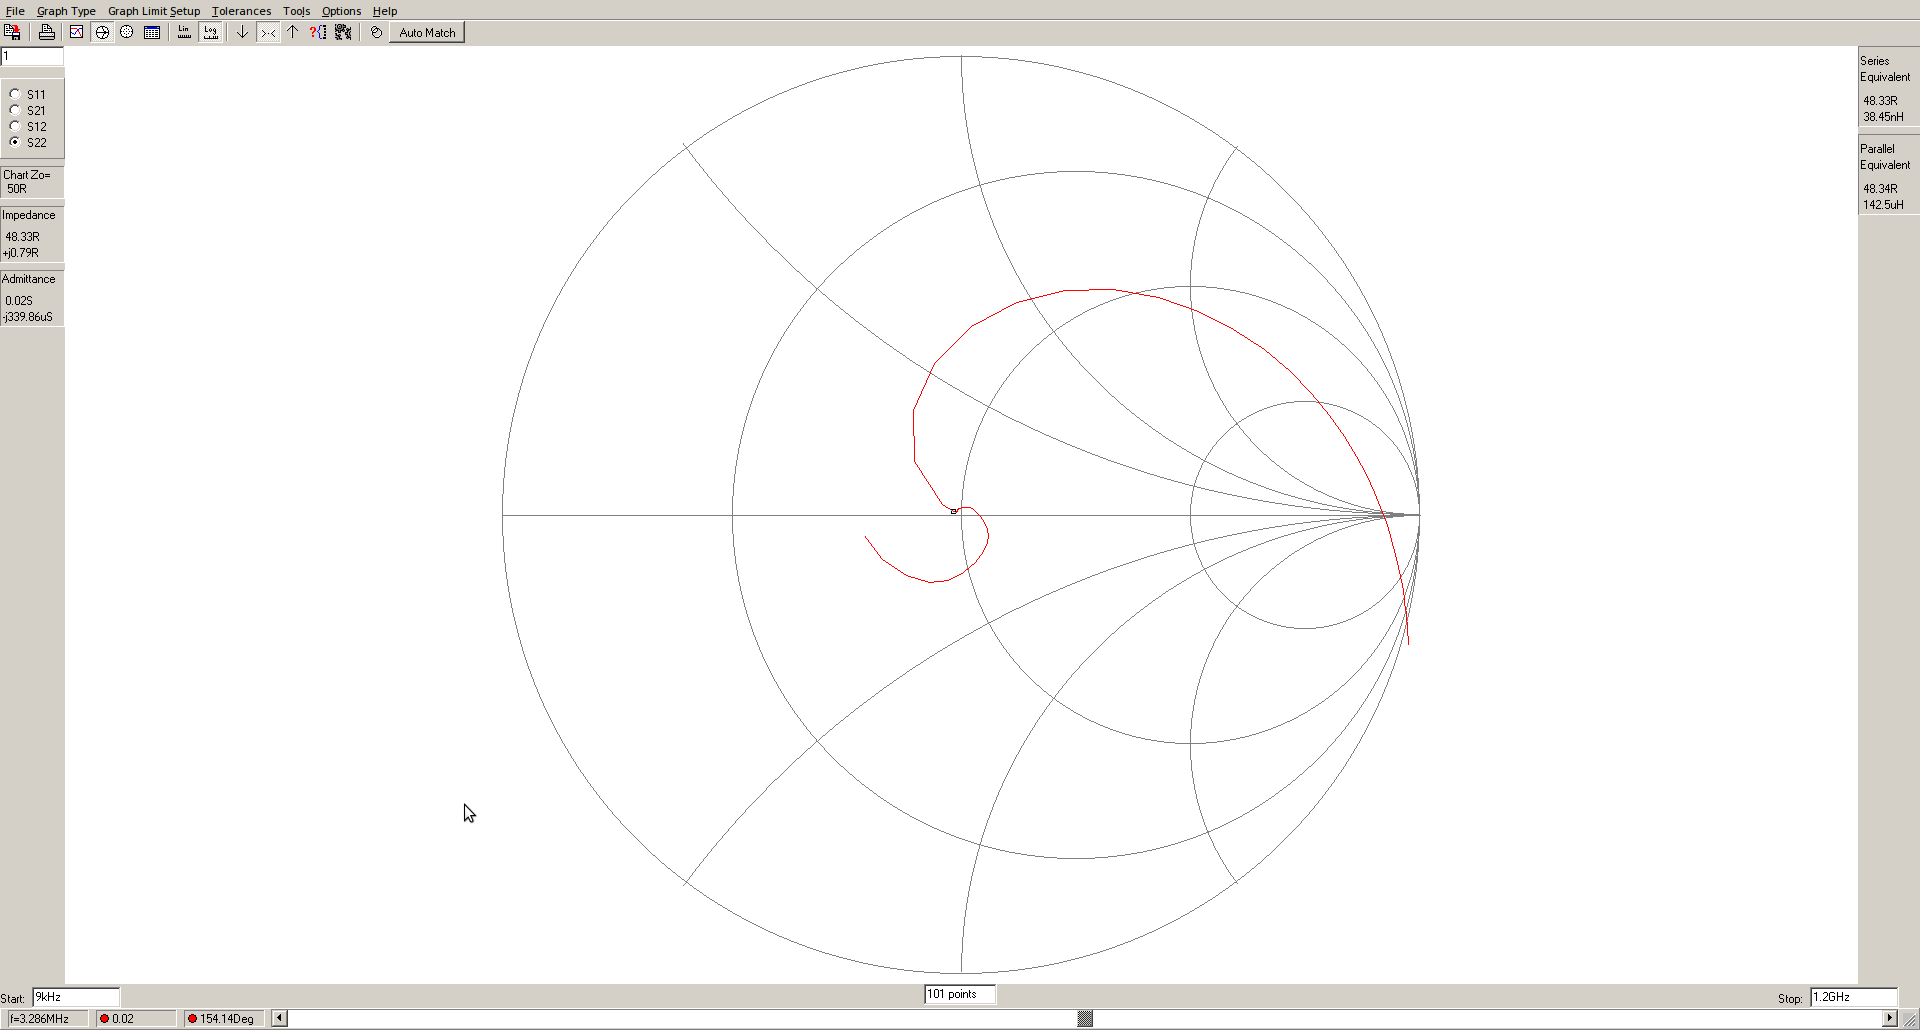 File Graph Type Graph Limit Setup Tolerances Tools Options Help
Lin Log ?{} Auto Match
1
S11
S21
S12
S22
Chart Zo=
50R
Impedance
48.33R
+j0.79R
Admittance
0.02S
-j339.86uS
Series
Equivalent
48.33R
38.45nH
Parallel
Equivalent
48.34R
142.5uH
Start: 9kHz 101 points Stop: 1.2GHz
f=3.286MHz 0.02 154.14Deg